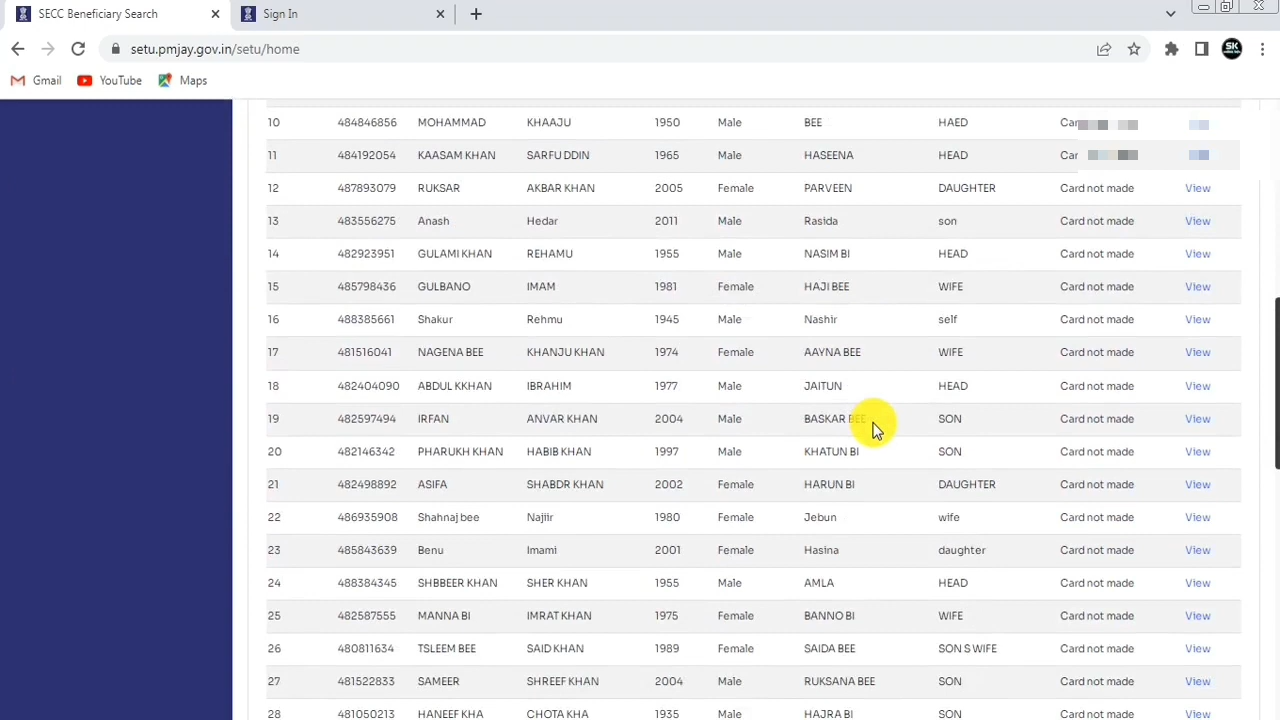 SECC Beneficiary Search
Sign In
setu.pmjay.gov.in/setu/home
SK
Gmail YouTube Maps
10 484846856 MOHAMMAD KHAAJU 1950 Male BEE HAED Car
11 484192054 KAASAM KHAN SARFU DDIN 1965 Male HASEENA HEAD Ca
12 487893079 RUKSAR AKBAR KHAN 2005 Female PARVEEN DAUGHTER Card not made View
13 483556275 Anash Hedar 2011 Male Rasida son Card not made View
14 482923951 GULAMI KHAN REHAMU 1955 Male NASIM BI HEAD Card not made View
15 485798436 GULBANO IMAM 1981 Female HAJI BEE WIFE Card not made View
16 488385661 Shakur Rehmu 1945 Male Nashir self Card not made View
17 481516041 NAGENA BEE KHANJU KHAN 1974 Female AAYNA BEE WIFE Card not made View
18 482404090 ABDUL KKHAN IBRAHIM 1977 Male JAITUN HEAD Card not made View
19 482597494 IRFAN ANVAR KHAN 2004 Male BASKAR BEE SON Card not made View
20 482146342 PHARUKH KHAN HABIB KHAN 1997 Male KHATUN BI SON Card not made View
21 482498892 ASIFA SHABDR KHAN 2002 Female HARUN BI DAUGHTER Card not made View
22 486935908 Shahnaj bee Najiir 1980 Female Jebun wife Card not made View
23 485843639 Benu Imami 2001 Female Hasina daughter Card not made View
24 488384345 SHBBEER KHAN SHER KHAN 1955 Male AMLA HEAD Card not made View
25 482587555 MANNA BI IMRAT KHAN 1975 Female BANNO BI WIFE Card not made View
26 480811634 TSLEEM BEE SAID KHAN 1989 Female SAIDA BEE SON S WIFE Card not made View
27 481522833 SAMEER SHREEF KHAN 2004 Male RUKSANA BEE SON Card not made View
28 481050213 HANEEF KHA CHOTA KHA 1935 Male HAJRA BI SON Card not made View